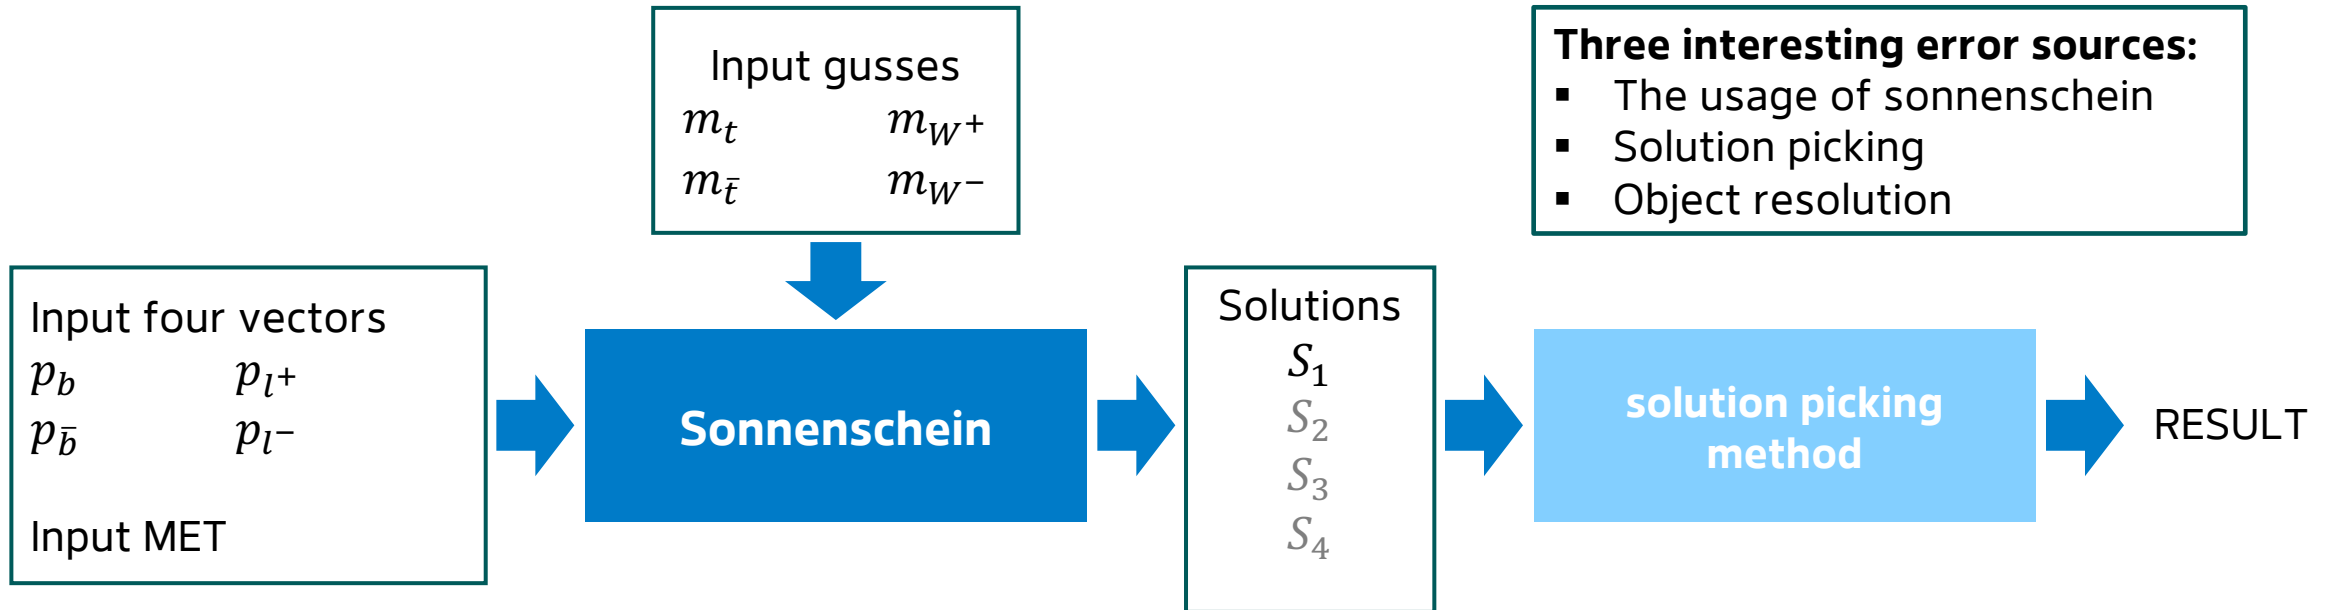 Input gusses
m_t m_{W^+}
m_{\bar{t}} m_{W^-}
Three interesting error sources:
▪ The usage of sonnenschein
▪ Solution picking
▪ Object resolution
Input four vectors
p_b p_{l^+}
p_{\bar{b}} p_{l^-}
Input MET
Sonnenschein
Solutions
S_1
S_2
S_3
S_4
solution picking
method
RESULT